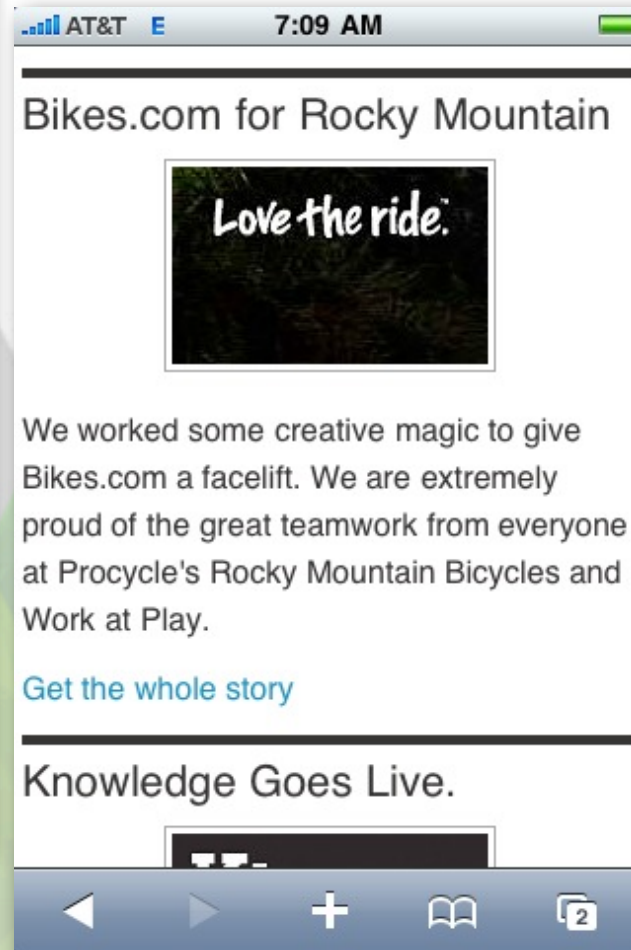 AT&T E 7:09 AM
Bikes.com for Rocky Mountain
Love the ride.™
We worked some creative magic to give
Bikes.com a facelift. We are extremely
proud of the great teamwork from everyone
at Procycle's Rocky Mountain Bicycles and
Work at Play.
Get the whole story
Knowledge Goes Live.
2